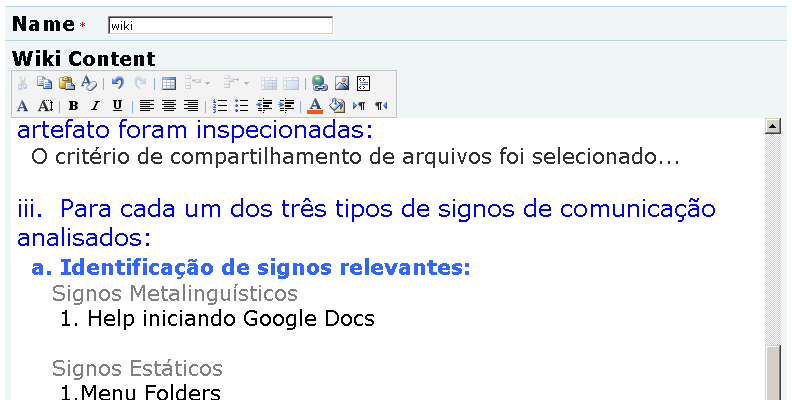 Name *
wiki
Wiki Content
artefato foram inspecionadas:
O critério de compartilhamento de arquivos foi selecionado...
iii. Para cada um dos três tipos de signos de comunicação
analisados:
a. Identificação de signos relevantes:
Signos Metalinguísticos
1. Help iniciando Google Docs
Signos Estáticos
1.Menu Folders